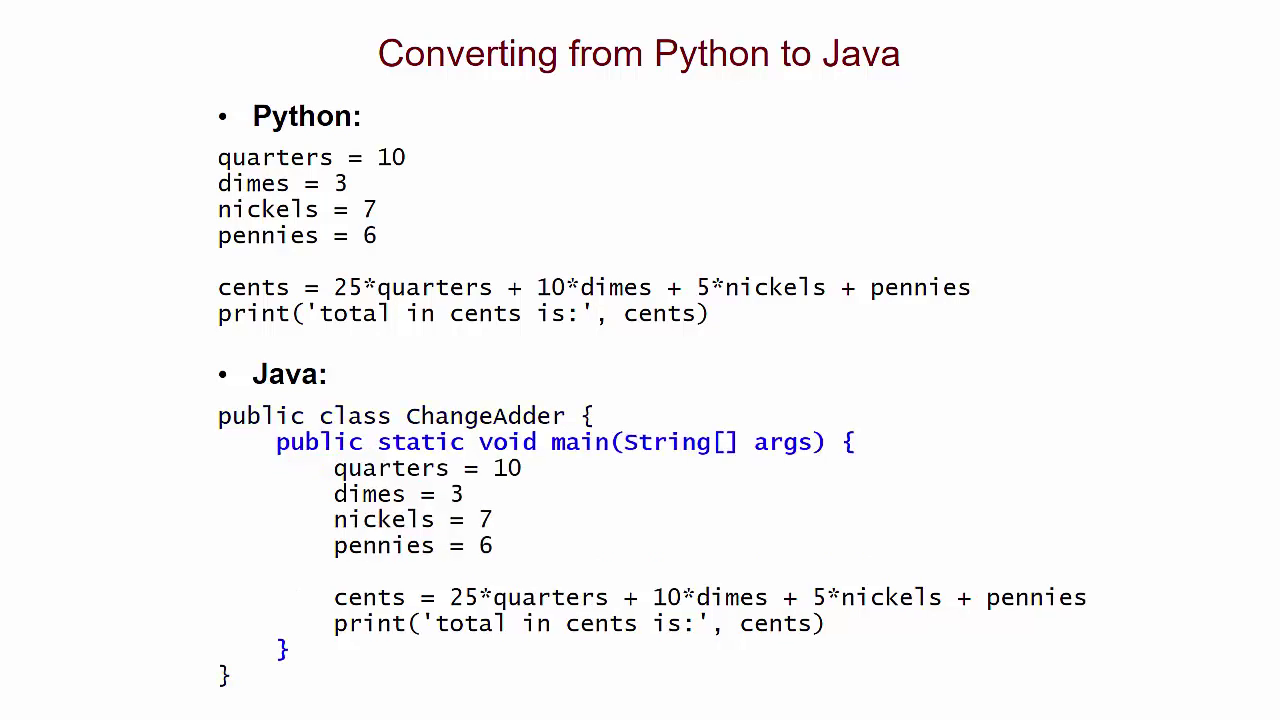 Converting from Python to Java
• Python:
quarters = 10
dimes = 3
nickels = 7
pennies = 6
cents = 25*quarters + 10*dimes + 5*nickels + pennies
print('total in cents is:', cents)
• Java:
public class ChangeAdder {
    public static void main(String[] args) {
        quarters = 10
        dimes = 3
        nickels = 7
        pennies = 6
        cents = 25*quarters + 10*dimes + 5*nickels + pennies
        print('total in cents is:', cents)
    }
}